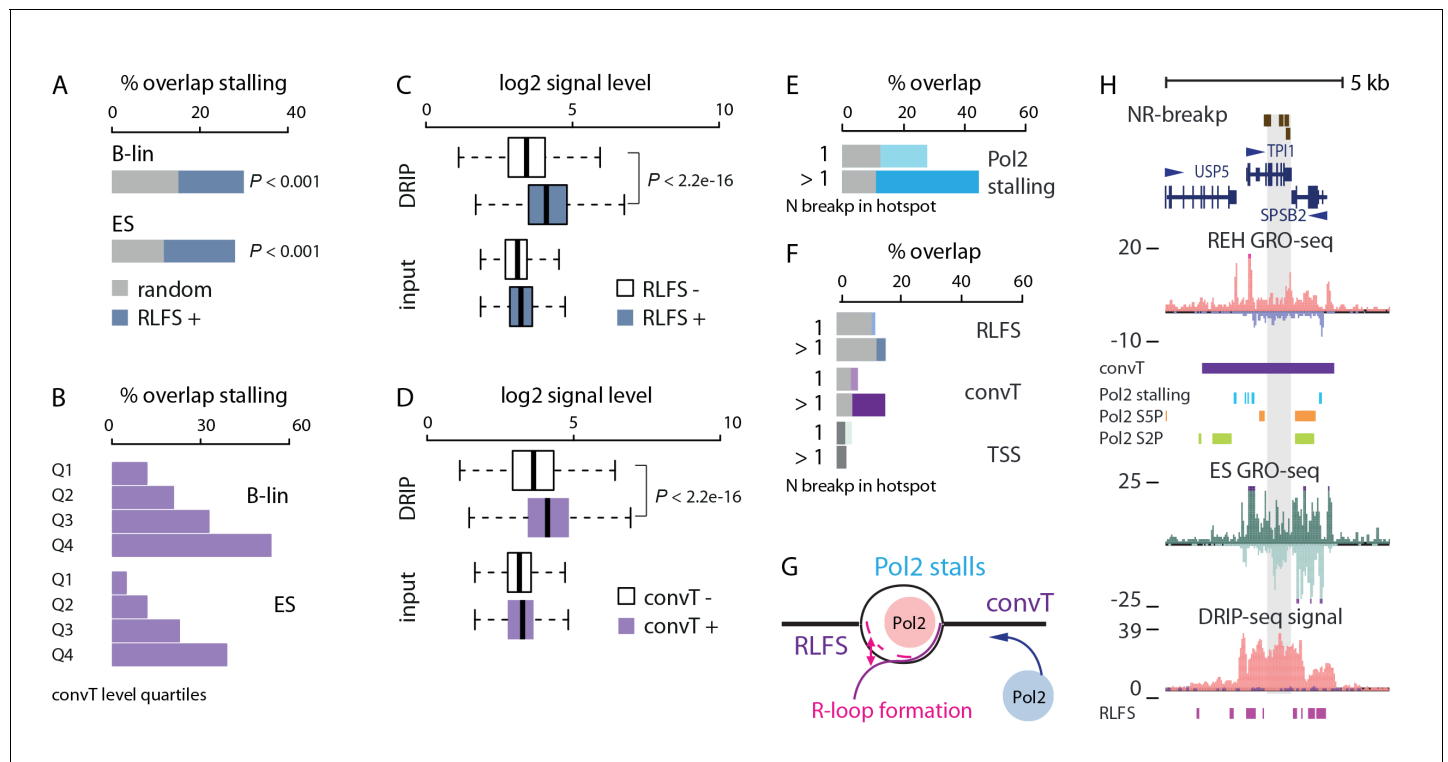 A
% overlap stalling
0 20 40
B-lin
P < 0.001
ES
P < 0.001
random
RLFS +
B
% overlap stalling
0 30 60
Q1
Q2
Q3
Q4
B-lin
Q1
Q2
Q3
Q4
ES
convT level quartiles
C
log2 signal level
0 5 10
DRIP
P < 2.2e-16
input
RLFS -
RLFS +
D
log2 signal level
0 5 10
DRIP
P < 2.2e-16
input
convT -
convT +
E
% overlap
0 20 40 60
1
> 1
Pol2
stalling
N breakp in hotspot
F
% overlap
0 20 40 60
1
> 1
RLFS
1
> 1
convT
1
> 1
TSS
N breakp in hotspot
G
Pol2 stalls
convT
Pol2
RLFS
Pol2
R-loop formation
H
5 kb
NR-breakp
TPI1
USP5
SPSB2
REH GRO-seq
20
-10
convT
Pol2 stalling
Pol2 S5P
Pol2 S2P
ES GRO-seq
25
-25
DRIP-seq signal
39
0
RLFS